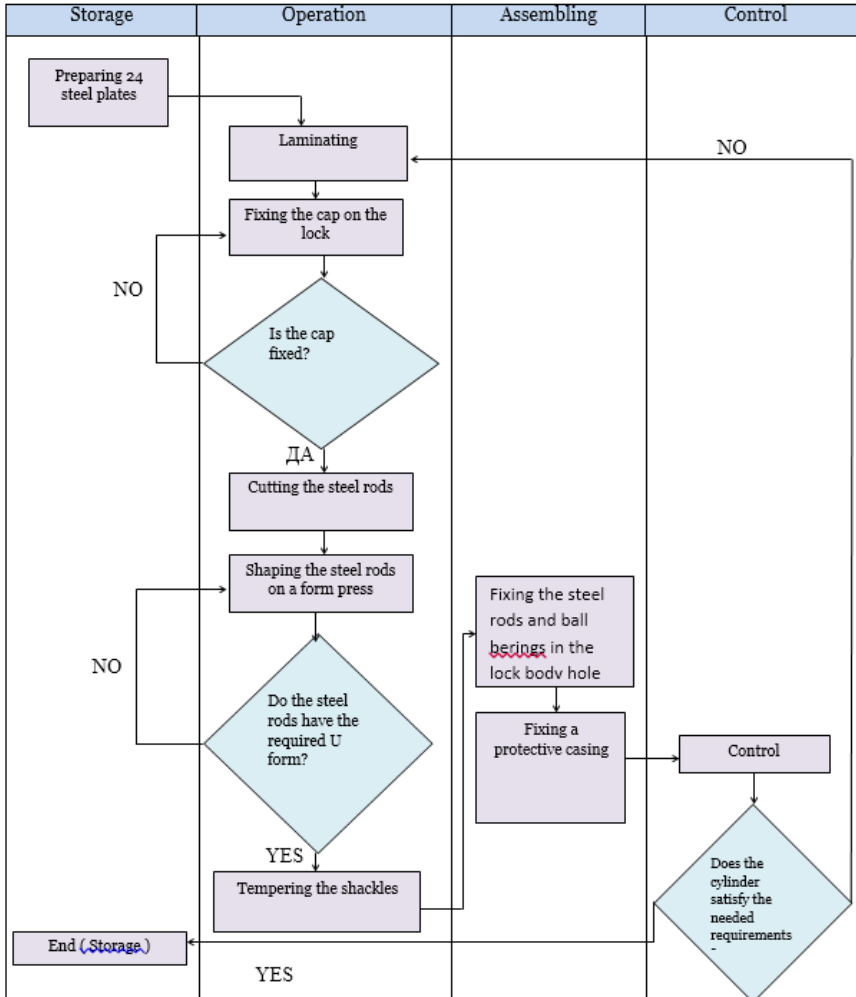 Storage
Operation
Assembling
Control
Preparing 24
steel plates
Laminating
NO
Fixing the cap on the
lock
NO
Is the cap
fixed?
ДА
Cutting the steel rods
Shaping the steel rods
on a form press
NO
Do the steel
rods have the
required U
form?
YES
Tempering the shackles
Fixing the steel
rods and ball
berings in the
lock body hole
Fixing a
protective casing
Control
Does the
cylinder
satisfy the
needed
requirements
End ( Storage )
YES